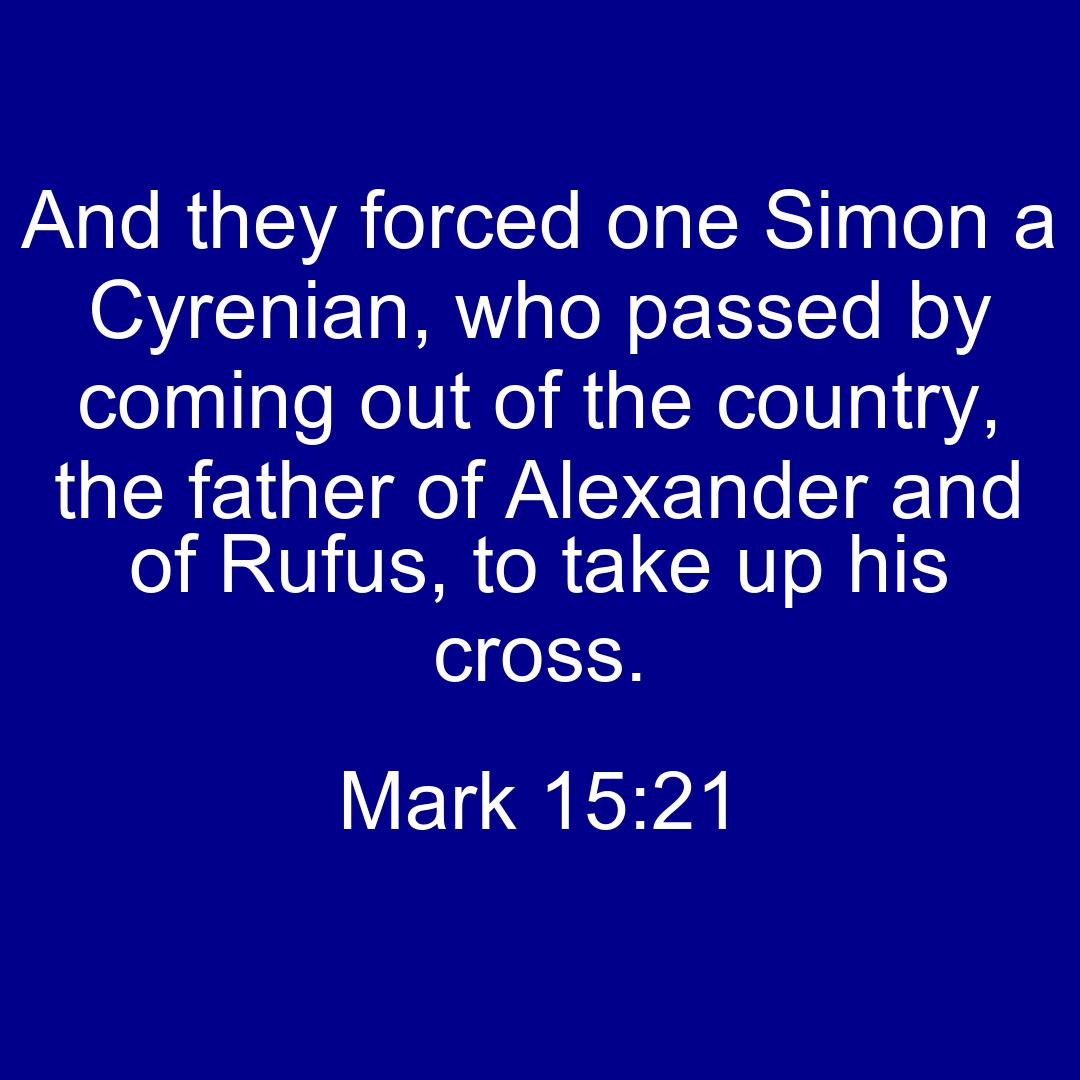 And they forced one Simon a
Cyrenian, who passed by
coming out of the country,
the father of Alexander and
of Rufus, to take up his
cross.
Mark 15:21